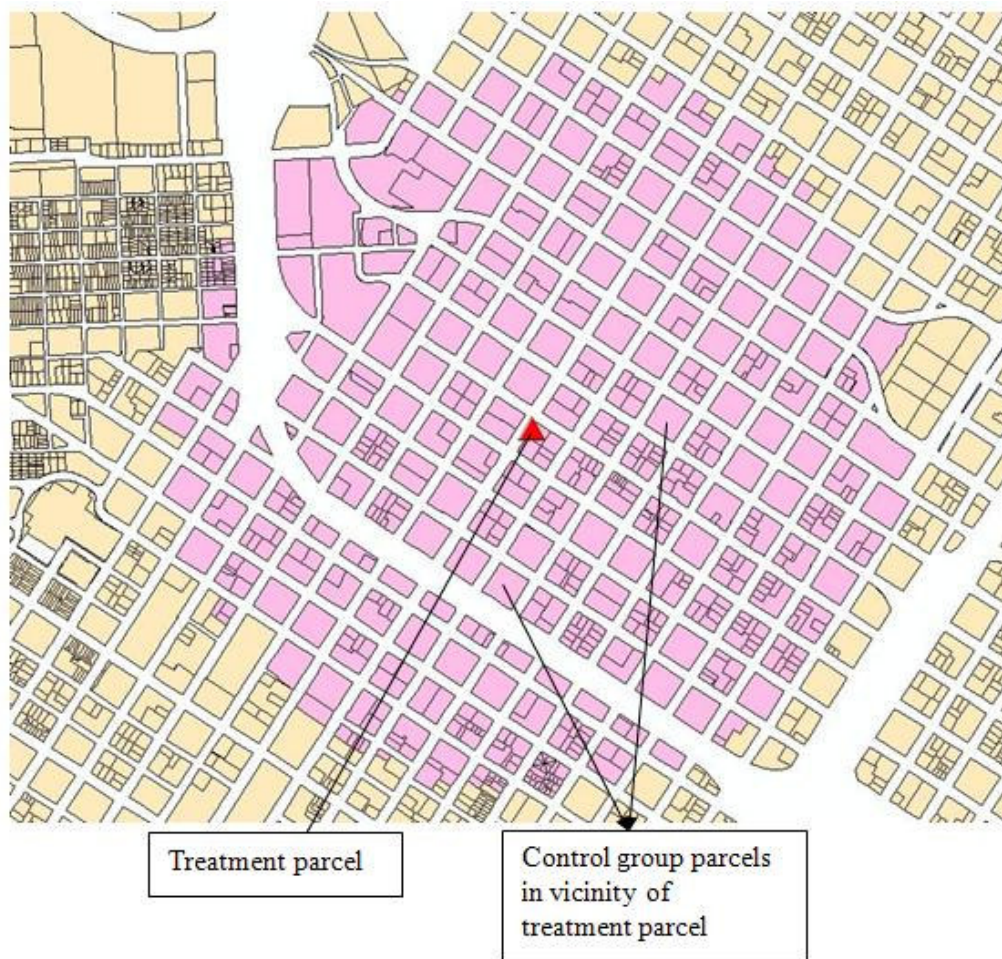 Treatment parcel
Control group parcels
in vicinity of
treatment parcel